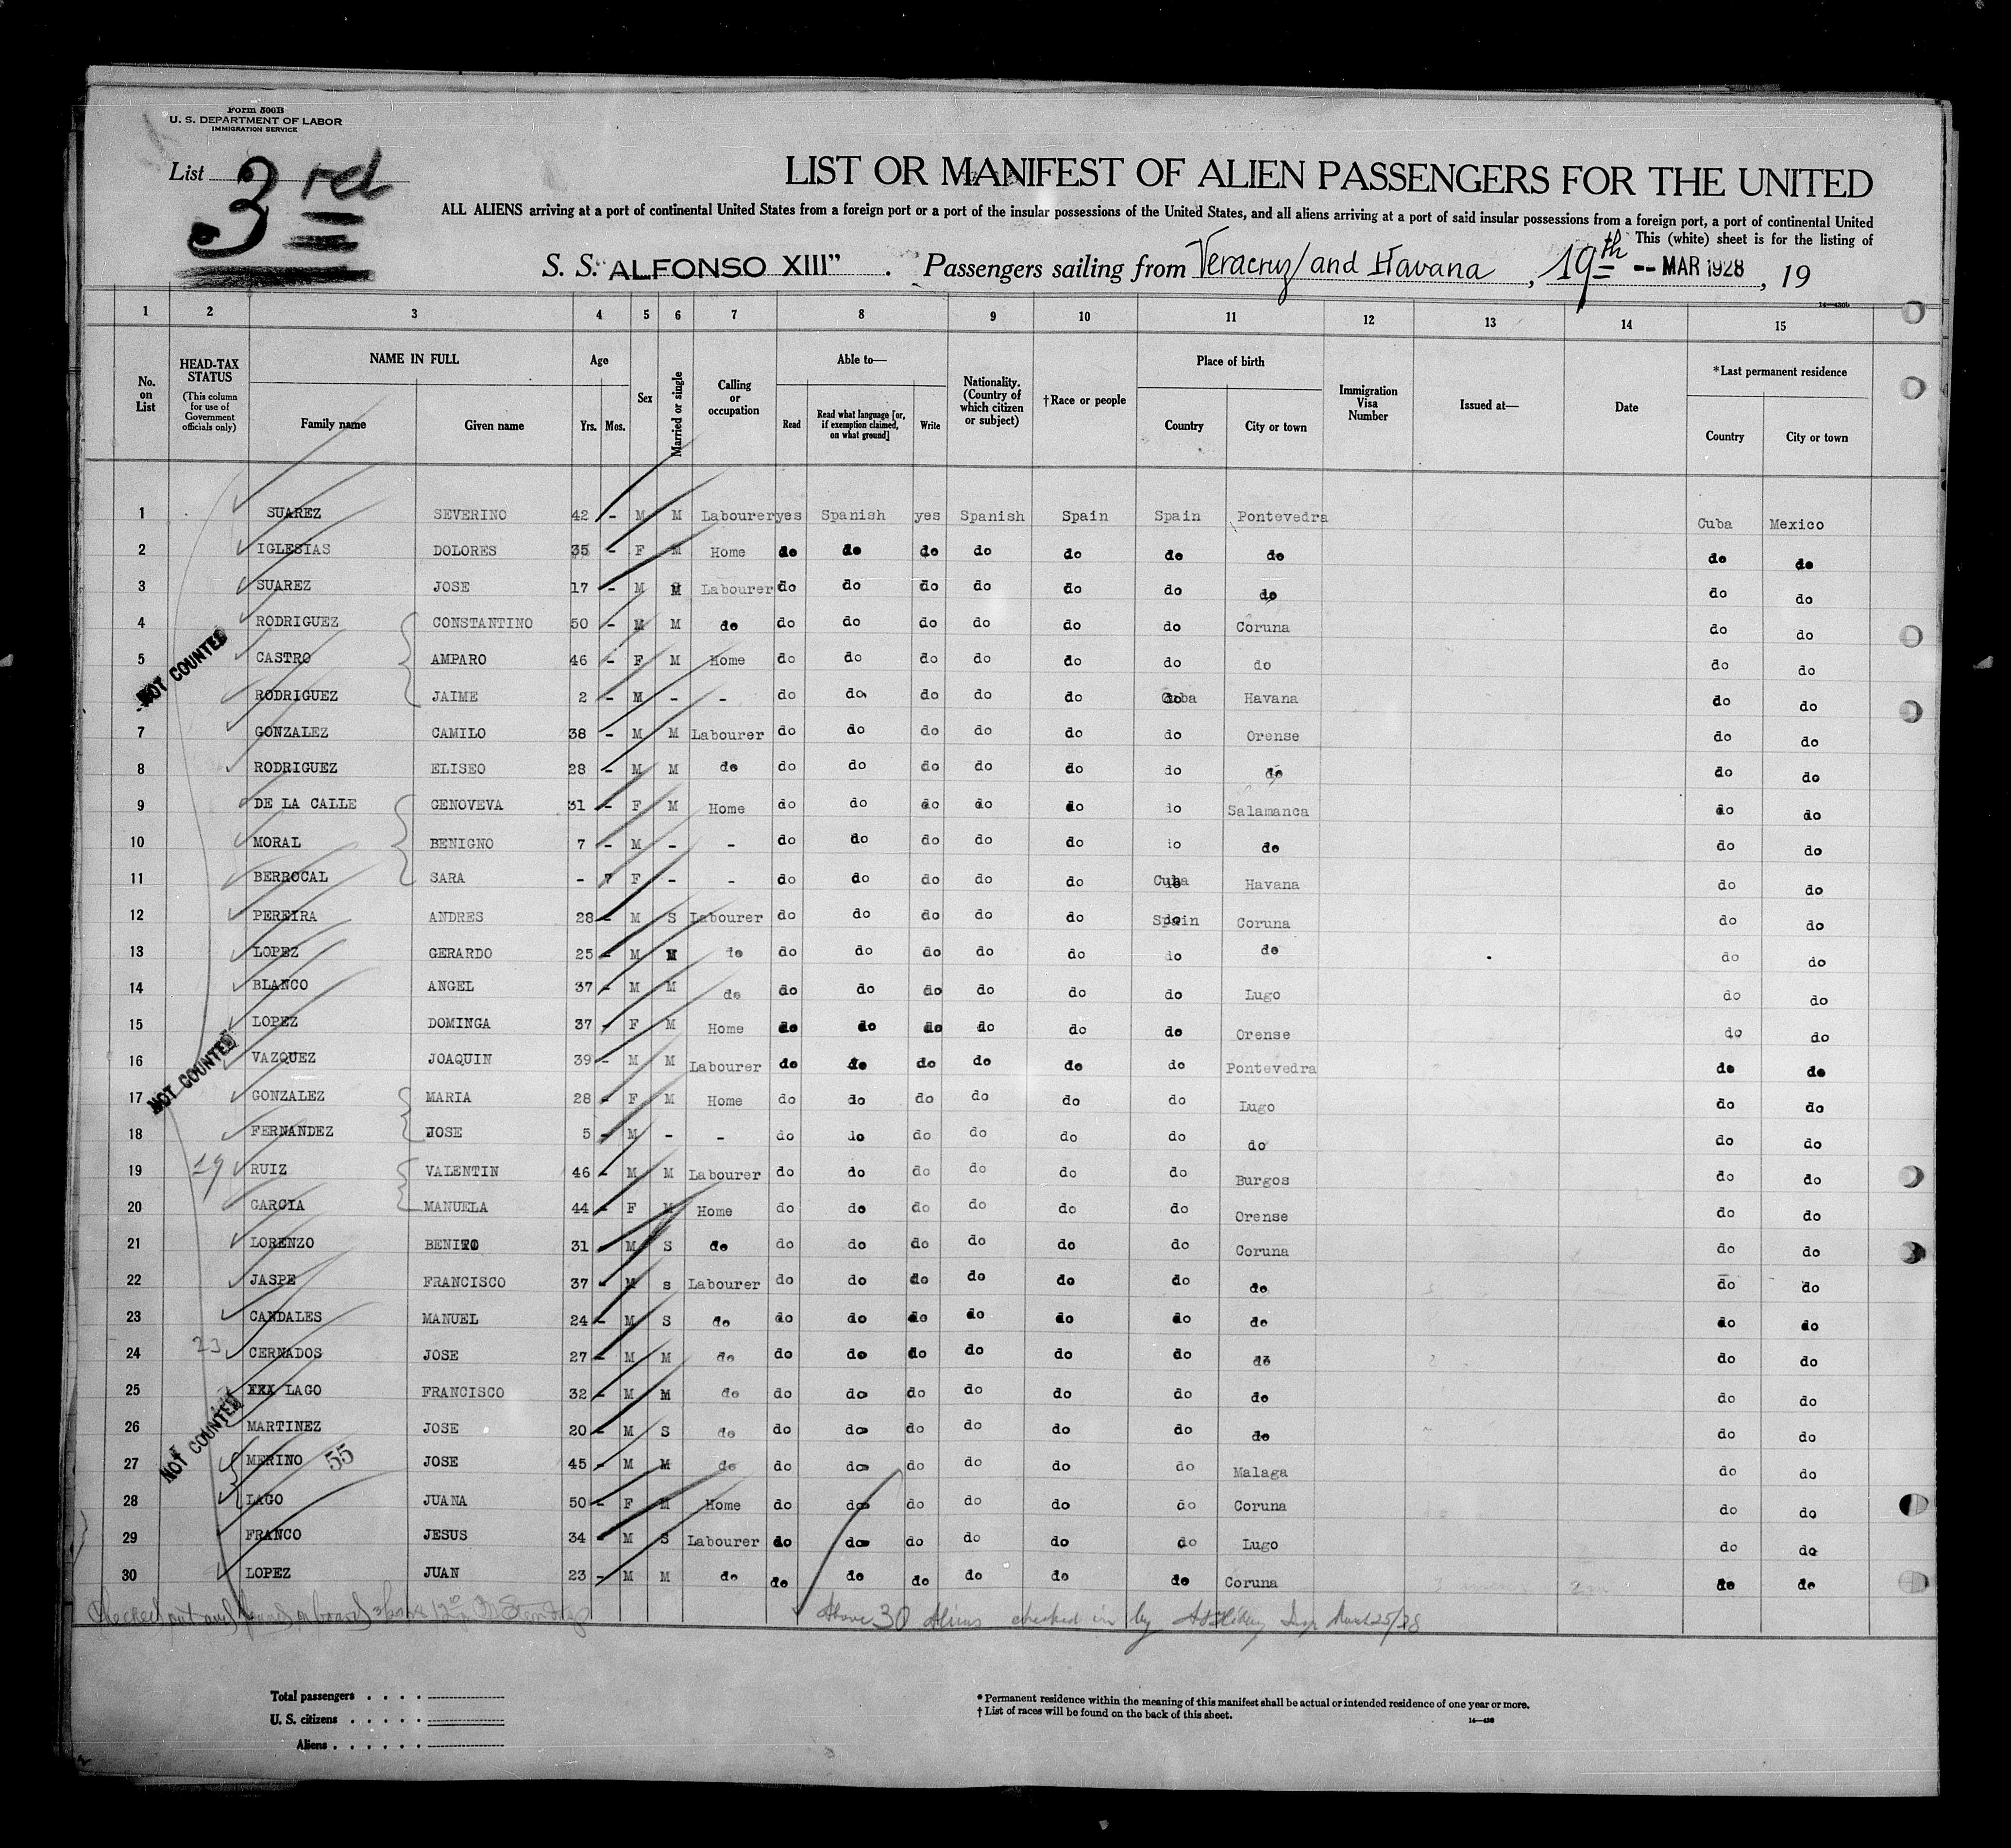 Form 500B
U. S. DEPARTMENT OF LABOR
IMMIGRATION SERVICE
List 3rd
LIST OR MANIFEST OF ALIEN PASSENGERS FOR THE UNITED
ALL ALIENS arriving at a port of continental United States from a foreign port or a port of the insular possessions of the United States, and all aliens arriving at a port of said insular possessions from a foreign port, a port of continental United
This (white) sheet is for the listing of
S. S. "ALFONSO XIII" . Passengers sailing from Veracruz/and Havana, 19th -- MAR 1928, 19
14—430b
1 2 3 4 5 6 7 8 9 10 11 12 13 14 15
No. on List
HEAD-TAX STATUS (This column for use of Government officials only)
NAME IN FULL
Family name Given name
Age
Yrs. Mos.
Sex
Married or single
Calling or occupation
Able to—
Read Read what language [or, if exemption claimed, on what ground] Write
Nationality. (Country of which citizen or subject)
†Race or people
Place of birth
Country City or town
Immigration Visa Number
Issued at—
Date
*Last permanent residence
Country City or town
1 SUAREZ SEVERINO 42 - M M Labourer yes Spanish yes Spanish Spain Spain Pontevedra Cuba Mexico
2 IGLESIAS DOLORES 35 - F M Home do do do do do do do do do
3 SUAREZ JOSE 17 - M Labourer do do do do do do do do do
4 RODRIGUEZ CONSTANTINO 50 - M M do do do do do do do Coruna do do
5 CASTRO AMPARO 46 - F M Home do do do do do do do do do
RODRIGUEZ JAIME 2 - M - - do do do do do Cuba Havana do do
7 GONZALEZ CAMILO 38 - M M Labourer do do do do do do Orense do do
8 RODRIGUEZ ELISEO 28 - M M do do do do do do do do do do
9 DE LA CALLE GENOVEVA 31 - F M Home do do do do do do Salamanca do do
10 MORAL BENIGNO 7 - M - - do do do do do do do do do
11 BERROCAL SARA - 7 F - - do do do do do Cuba Havana do do
12 PEREIRA ANDRES 28 - M S Labourer do do do do do Spain Coruna do do
13 LOPEZ GERARDO 25 - M M do do do do do do do do do do
14 BLANCO ANGEL 37 - M M do do do do do do do Lugo do do
15 LOPEZ DOMINGA 37 - F M Home do do do do do do Orense do do
16 VAZQUEZ JOAQUIN 39 - M M Labourer do do do do do do Pontevedra do do
17 GONZALEZ MARIA 28 - F M Home do do do do do do Lugo do do
18 FERNANDEZ JOSE 5 - M - - do do do do do do do do do
19 RUIZ VALENTIN 46 - M M Labourer do do do do do do Burgos do do
20 GARCIA MANUELA 44 - F M Home do do do do do do Orense do do
21 LORENZO BENITO 31 - M S do do do do do do do Coruna do do
22 JASPE FRANCISCO 37 - M s Labourer do do do do do do do do do
23 CANDALES MANUEL 24 - M S do do do do do do do do do do
24 CERNADOS JOSE 27 - M M do do do do do do do do do do
25 XXX LAGO FRANCISCO 32 - M M do do do do do do do do do do
26 MARTINEZ JOSE 20 - M S do do do do do do do do do do
27 MERINO JOSE 45 - M M do do do do do do do Malaga do do
28 LAGO JUANA 50 - F M Home do do do do do do Coruna do do
29 FRANCO JESUS 34 - M S Labourer do do do do do do Lugo do do
30 LOPEZ JUAN 23 - M M do do do do do do do Coruna do do
NOT COUNTED
NOT COUNTED
NOT COUNTED
19
23
55
Checked out and found on board
Above 30 Aliens checked in by Insp March 25/28
Total passengers . . . .
U. S. citizens . . . . .
Aliens . . . . . .
* Permanent residence within the meaning of this manifest shall be actual or intended residence of one year or more.
† List of races will be found on the back of this sheet.
14—430